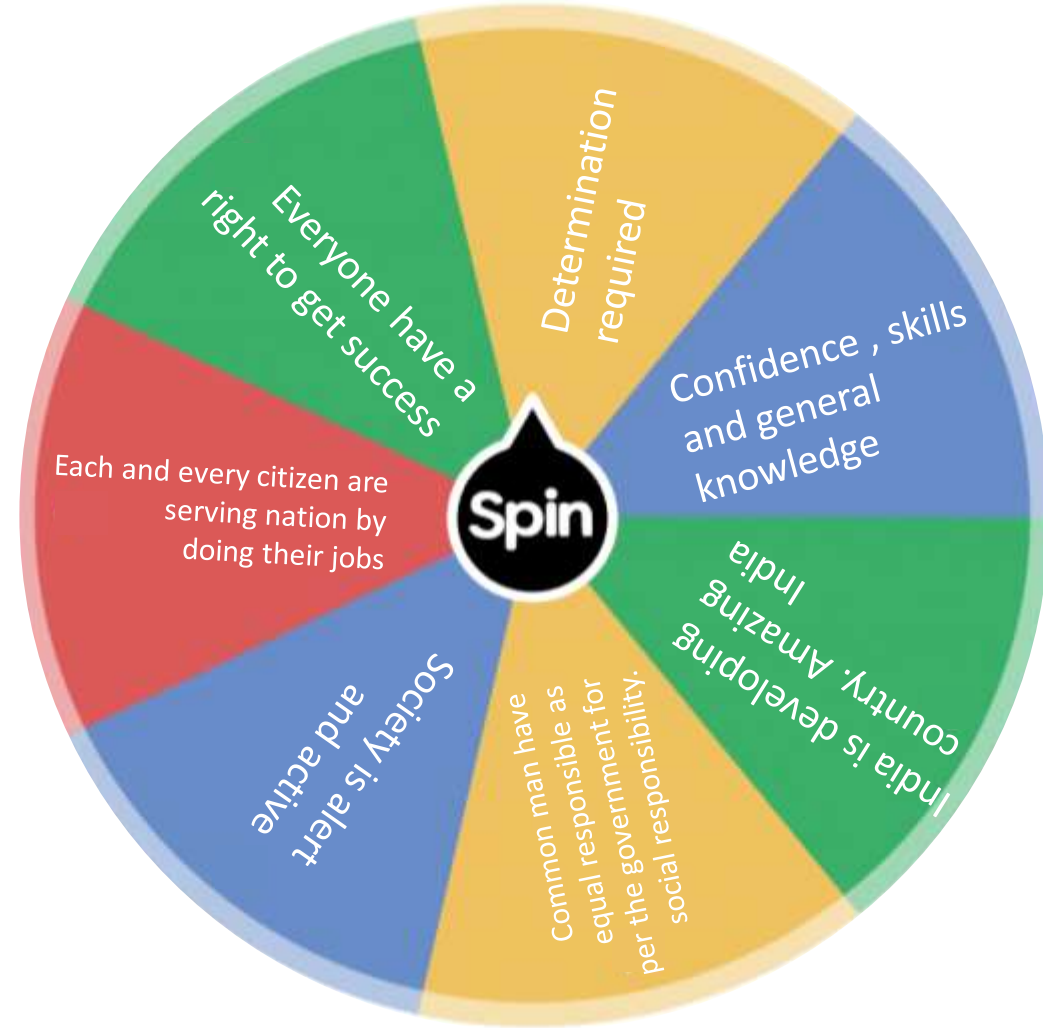 Determination
required
Confidence , skills
and general
knowledge
India is developing
country. Amazing
India
Common man have
equal responsible as
per the government for
social responsibility.
Society is alert
and active
Each and every citizen are
serving nation by
doing their jobs
Everyone have a
right to get success
Spin